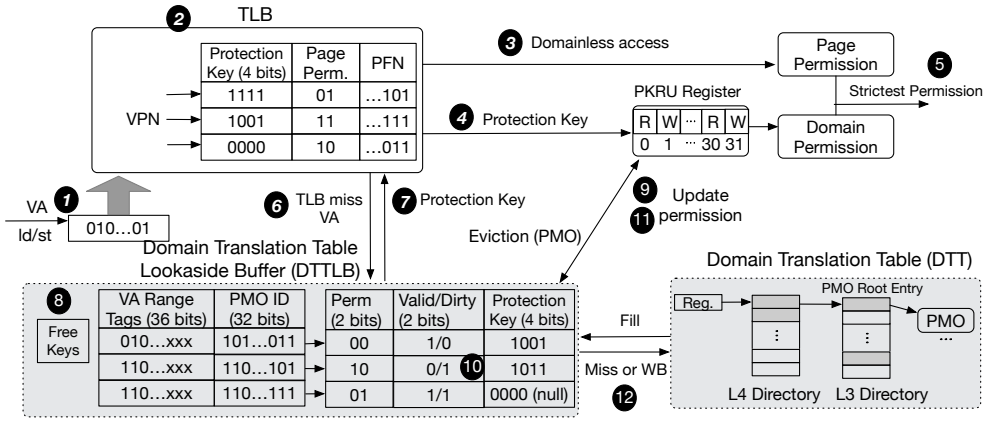 2 TLB
Protection Key (4 bits) Page Perm. PFN
1111 01 ...101
1001 11 ...111
0000 10 ...011
VPN
3 Domainless access
4 Protection Key
PKRU Register
R W ... R W
0 1 ... 30 31
Page Permission
5
Strictest Permission
Domain Permission
1
VA
ld/st
010...01
6 TLB miss VA
7 Protection Key
9
11
Update permission
Eviction (PMO)
Domain Translation Table
Lookaside Buffer (DTTLB)
8
Free Keys
VA Range Tags (36 bits) PMO ID (32 bits) Perm (2 bits) Valid/Dirty (2 bits) Protection Key (4 bits)
010...xxx 101...011 00 1/0 1001
110...xxx 110...101 10 0/1 10 1011
110...xxx 110...111 01 1/1 0000 (null)
Fill
Miss or WB
12
Domain Translation Table (DTT)
PMO Root Entry
Reg.
⋮
⋮
PMO
...
L4 Directory L3 Directory